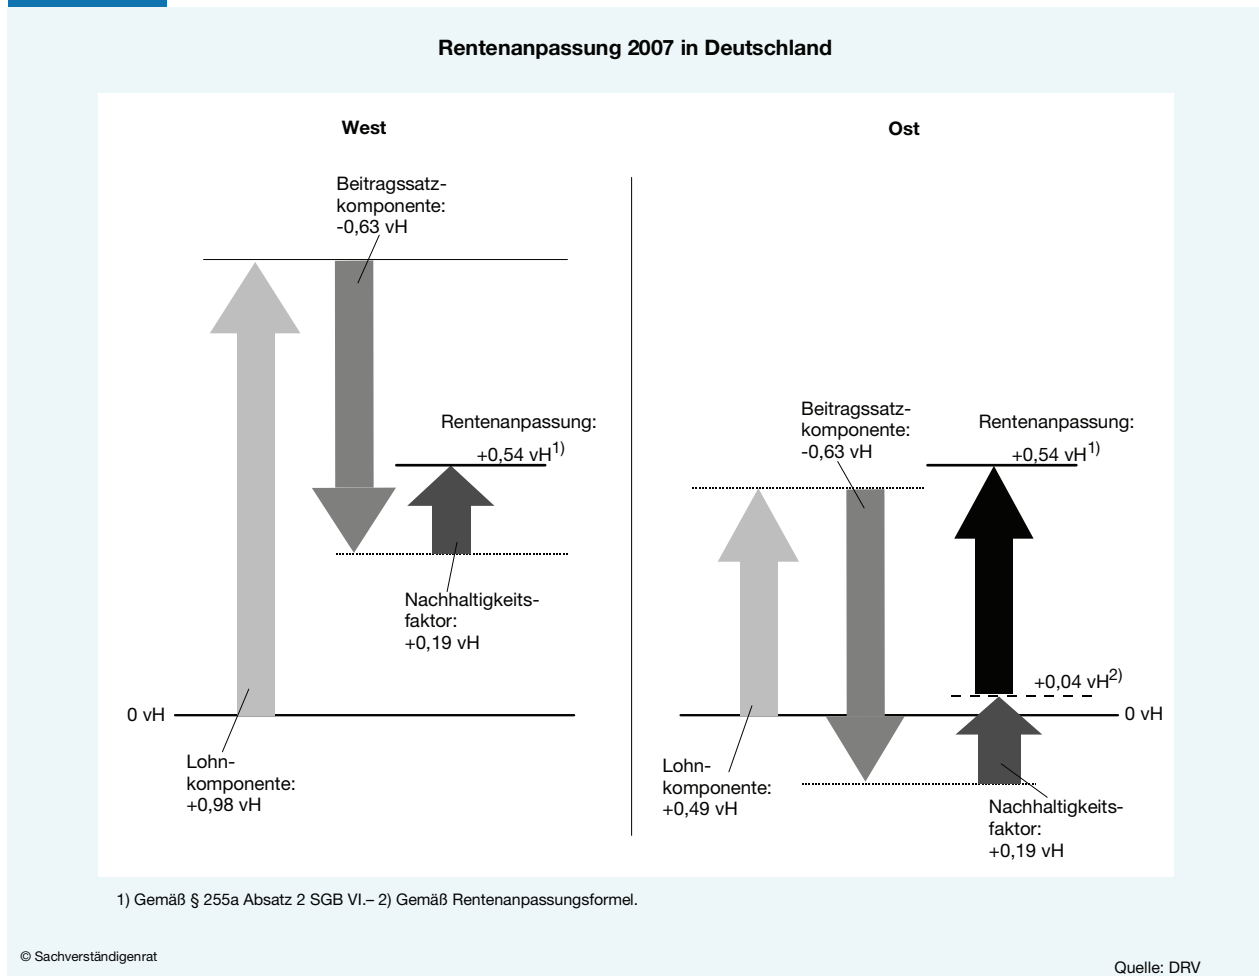 Rentenanpassung 2007 in Deutschland
West
Beitragssatz-
komponente:
-0,63 vH
Rentenanpassung:
+0,54 vH1)
Nachhaltigkeits-
faktor:
+0,19 vH
0 vH
Lohn-
komponente:
+0,98 vH
Ost
Beitragssatz-
komponente:
-0,63 vH
Rentenanpassung:
+0,54 vH1)
+0,04 vH2)
0 vH
Lohn-
komponente:
+0,49 vH
Nachhaltigkeits-
faktor:
+0,19 vH
1) Gemäß § 255a Absatz 2 SGB VI.– 2) Gemäß Rentenanpassungsformel.
© Sachverständigenrat
Quelle: DRV